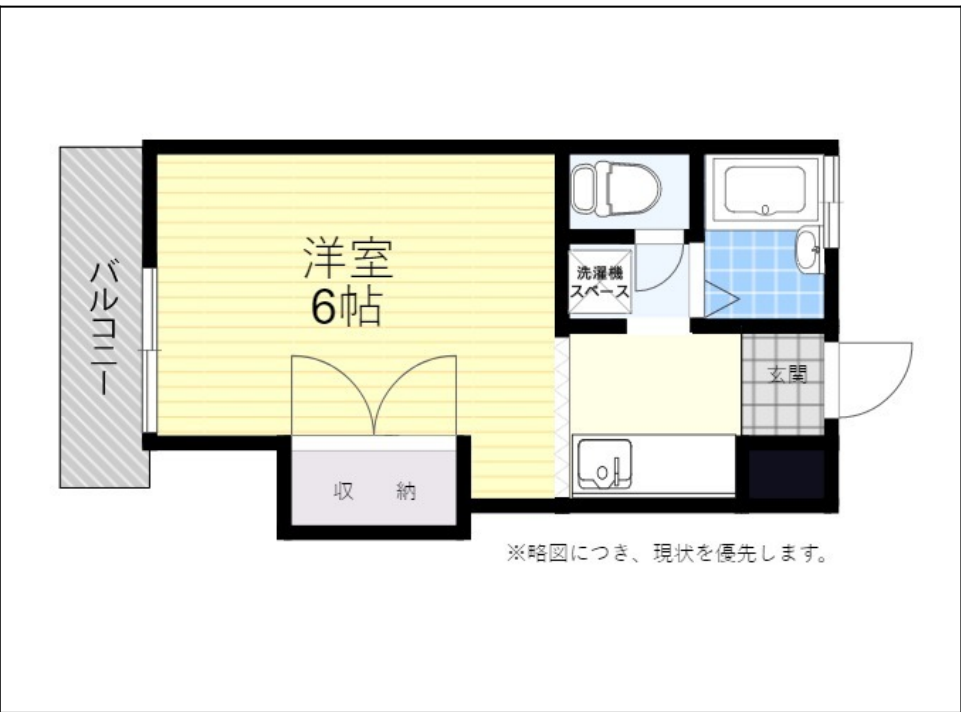 バルコニー
洋室
6帖
洗濯機
スペース
玄関
収 納
※略図につき、現状を優先します。